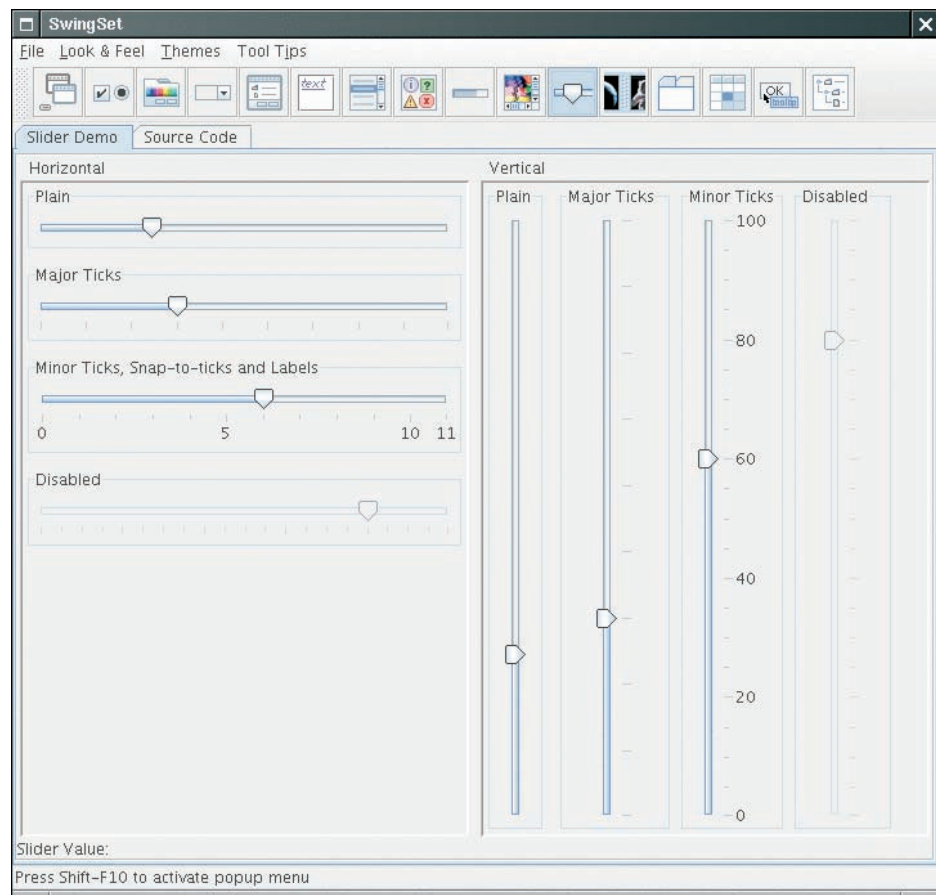 SwingSet
File Look & Feel Themes Tool Tips
text
OK
ToolTip
Slider Demo Source Code
Horizontal
Plain
Major Ticks
Minor Ticks, Snap-to-ticks and Labels
0 5 10 11
Disabled
Vertical
Plain Major Ticks Minor Ticks Disabled
100
80
60
40
20
0
Slider Value:
Press Shift-F10 to activate popup menu